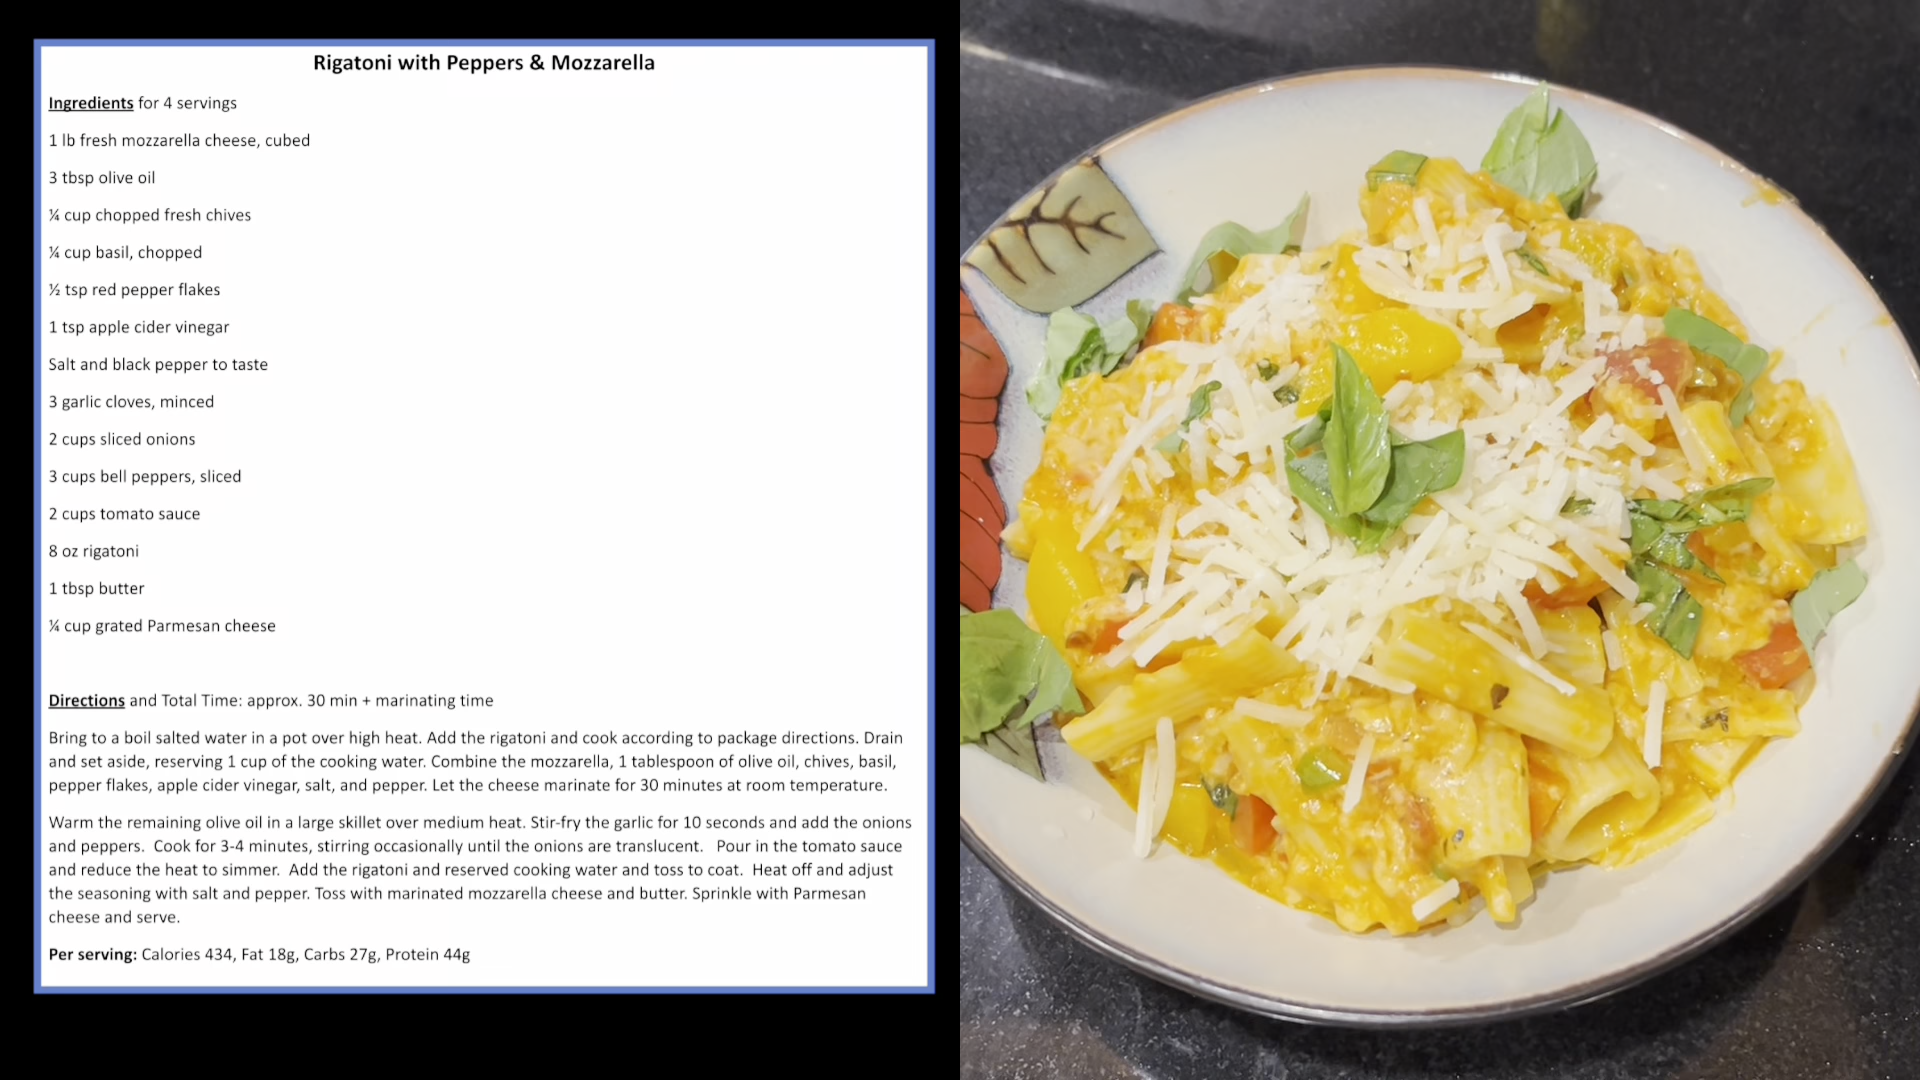 Rigatoni with Peppers & Mozzarella
Ingredients for 4 servings
1 lb fresh mozzarella cheese, cubed
3 tbsp olive oil
¼ cup chopped fresh chives
¼ cup basil, chopped
½ tsp red pepper flakes
1 tsp apple cider vinegar
Salt and black pepper to taste
3 garlic cloves, minced
2 cups sliced onions
3 cups bell peppers, sliced
2 cups tomato sauce
8 oz rigatoni
1 tbsp butter
¼ cup grated Parmesan cheese
Directions and Total Time: approx. 30 min + marinating time
Bring to a boil salted water in a pot over high heat. Add the rigatoni and cook according to package directions. Drain
and set aside, reserving 1 cup of the cooking water. Combine the mozzarella, 1 tablespoon of olive oil, chives, basil,
pepper flakes, apple cider vinegar, salt, and pepper. Let the cheese marinate for 30 minutes at room temperature.
Warm the remaining olive oil in a large skillet over medium heat. Stir-fry the garlic for 10 seconds and add the onions
and peppers.  Cook for 3-4 minutes, stirring occasionally until the onions are translucent.   Pour in the tomato sauce
and reduce the heat to simmer.  Add the rigatoni and reserved cooking water and toss to coat.  Heat off and adjust
the seasoning with salt and pepper. Toss with marinated mozzarella cheese and butter. Sprinkle with Parmesan
cheese and serve.
Per serving: Calories 434, Fat 18g, Carbs 27g, Protein 44g